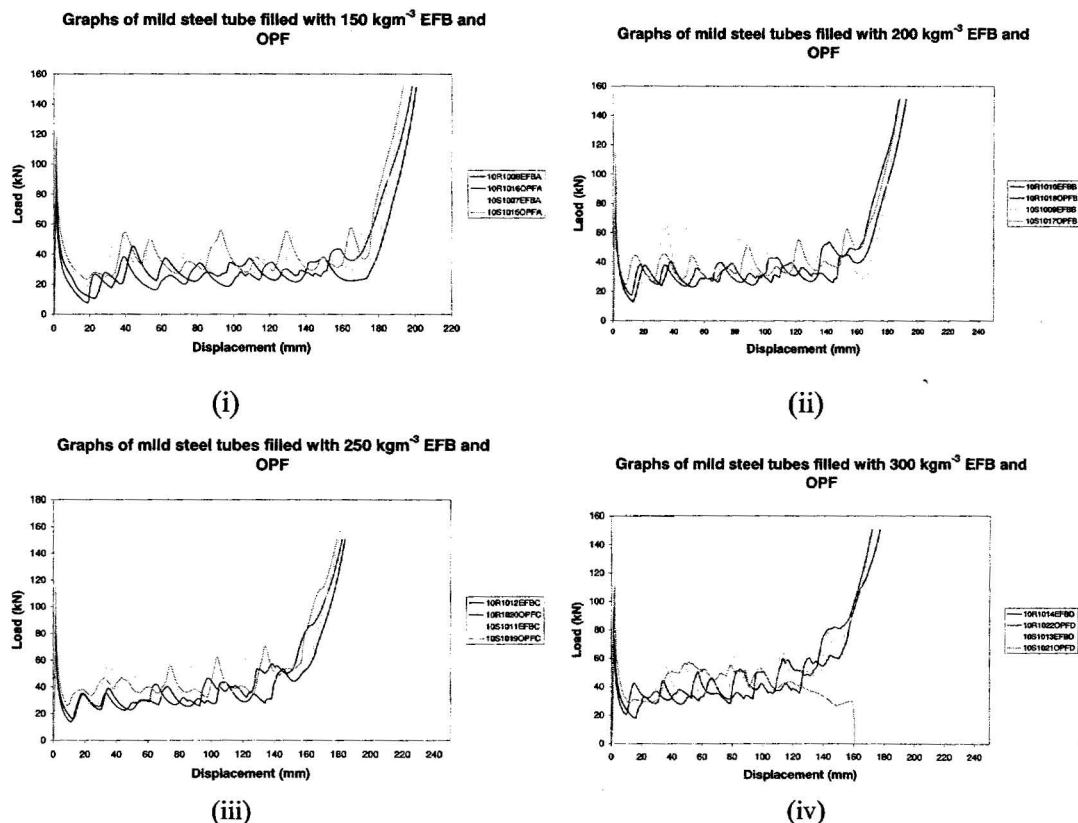 Graphs of mild steel tube filled with 150 kgm-3 EFB and
OPF
160
140
120
100
80
60
40
20
0
Load (kN)
0 20 40 60 80 100 120 140 160 180 200 220
Displacement (mm)
10R1008EFBA
10R1016OPFA
10S1007EFBA
10S1015OPFA
(i)
Graphs of mild steel tubes filled with 200 kgm-3 EFB and
OPF
160
140
120
100
80
60
40
20
0
Laod (kN)
0 20 40 60 80 100 120 140 160 180 200 220 240
Displacement (mm)
10R1010EFBB
10R1018OPFB
10S1009EFBB
10S1017OPFB
(ii)
Graphs of mild steel tubes filled with 250 kgm-3 EFB and
OPF
180
160
140
120
100
80
60
40
20
0
Load (kN)
0 20 40 60 80 100 120 140 160 180 200 220 240
Displacement (mm)
10R1012EFBC
10R1020OPFC
10S1011EFBC
10S1019OPFC
(iii)
Graphs of mild steel tubes filled with 300 kgm-3 EFB and
OPF
160
140
120
100
80
60
40
20
0
Load (kN)
0 20 40 60 80 100 120 140 160 180 200 220 240
Displacement (mm)
10R1014EFBD
10R1022OPFD
10S1013EFBD
10S1021OPFD
(iv)